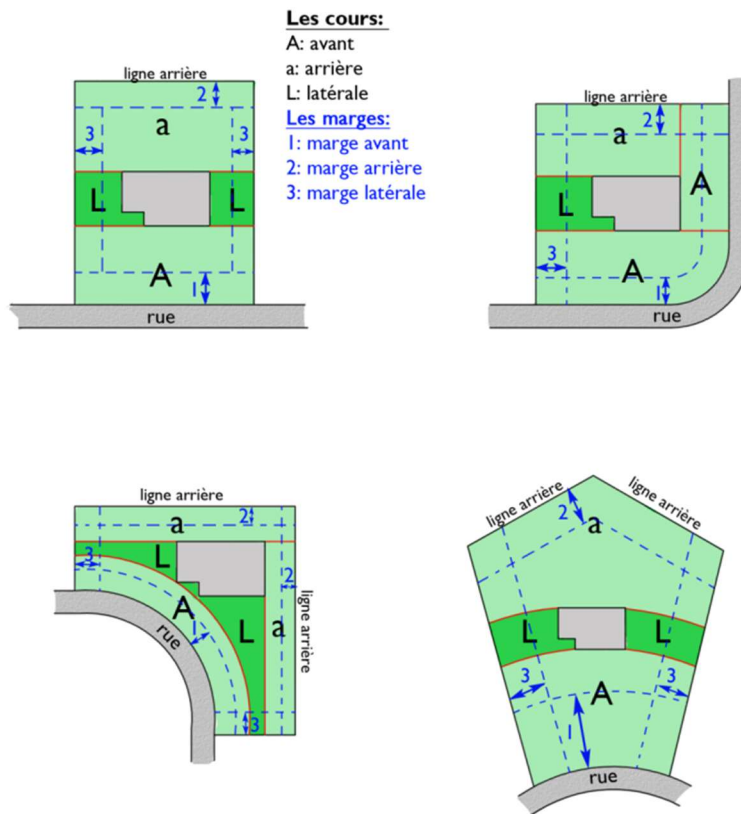 Les cours:
A: avant
a: arrière
L: latérale
Les marges:
1: marge avant
2: marge arrière
3: marge latérale
ligne arrière
2
a
3
3
L
L
A
1
rue
ligne arrière
2
a
A
L
3
A
1
rue
ligne arrière
2
a
3
L
2
A
1
rue
L
a
ligne arrière
3
ligne arrière
ligne arrière
2
a
L
L
3
3
A
1
rue